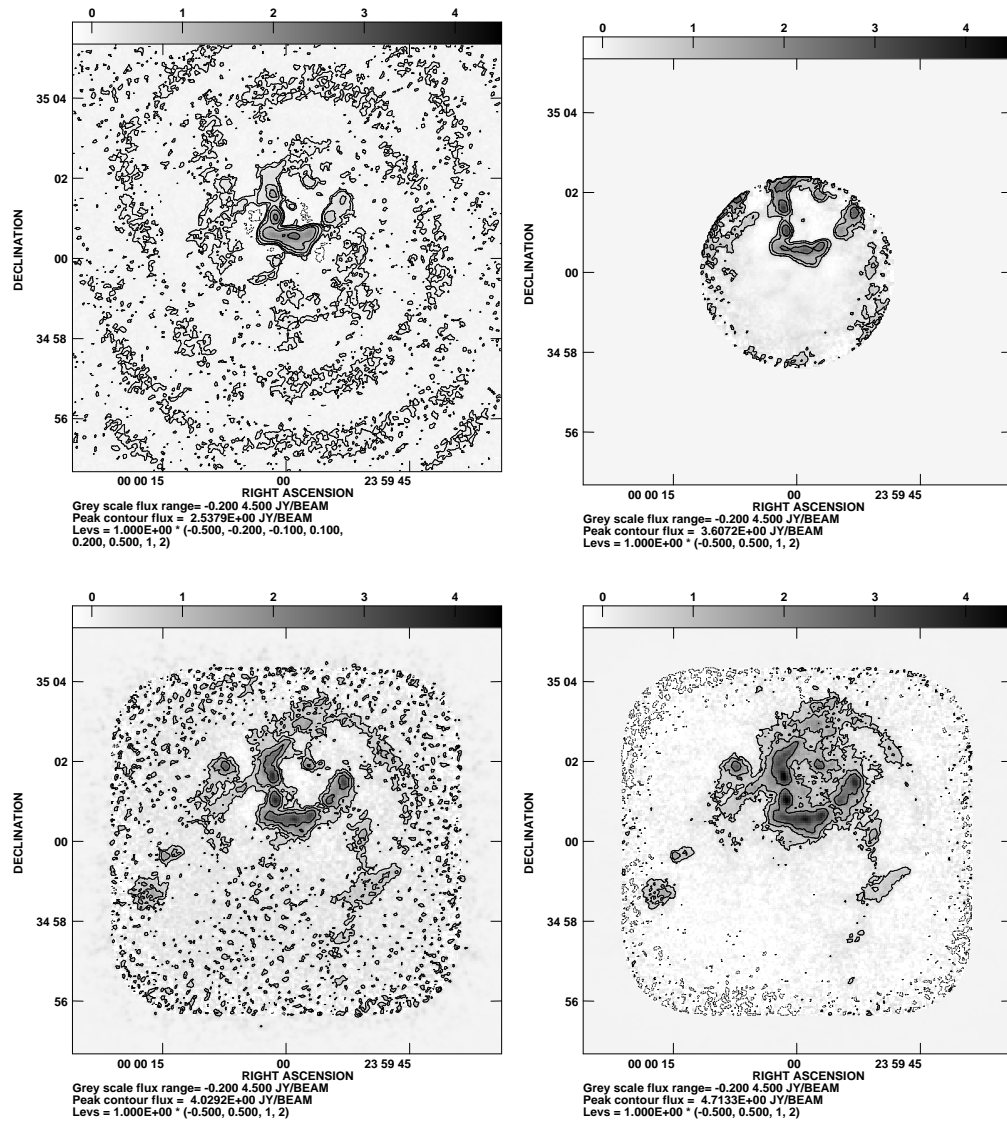 0 1 2 3 4
35 04
02
00
34 58
56
DECLINATION
00 00 15 00 23 59 45
RIGHT ASCENSION
Grey scale flux range= -0.200 4.500 JY/BEAM
Peak contour flux = 2.5379E+00 JY/BEAM
Levs = 1.000E+00 * (-0.500, -0.200, -0.100, 0.100,
0.200, 0.500, 1, 2)
0 1 2 3 4
35 04
02
00
34 58
56
DECLINATION
00 00 15 00 23 59 45
RIGHT ASCENSION
Grey scale flux range= -0.200 4.500 JY/BEAM
Peak contour flux = 3.6072E+00 JY/BEAM
Levs = 1.000E+00 * (-0.500, 0.500, 1, 2)
0 1 2 3 4
35 04
02
00
34 58
56
DECLINATION
00 00 15 00 23 59 45
RIGHT ASCENSION
Grey scale flux range= -0.200 4.500 JY/BEAM
Peak contour flux = 4.0292E+00 JY/BEAM
Levs = 1.000E+00 * (-0.500, 0.500, 1, 2)
0 1 2 3 4
35 04
02
00
34 58
56
DECLINATION
00 00 15 00 23 59 45
RIGHT ASCENSION
Grey scale flux range= -0.200 4.500 JY/BEAM
Peak contour flux = 4.7133E+00 JY/BEAM
Levs = 1.000E+00 * (-0.500, 0.500, 1, 2)